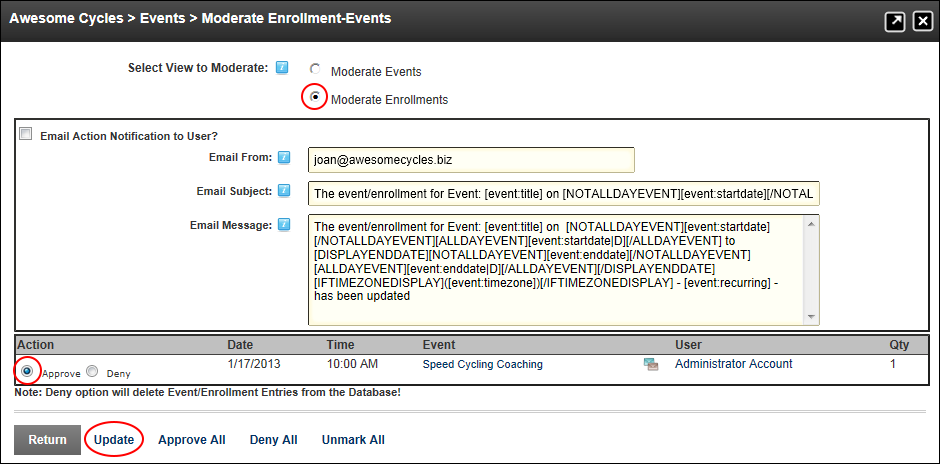 Awesome Cycles > Events > Moderate Enrollment-Events
Select View to Moderate:
Moderate Events
Moderate Enrollments
Email Action Notification to User?
Email From:
joan@awesomecycles.biz
Email Subject:
The event/enrollment for Event: [event:title] on [NOTALLDAYEVENT][event:startdate][/NOTAL
Email Message:
The event/enrollment for Event: [event:title] on [NOTALLDAYEVENT][event:startdate]
[/NOTALLDAYEVENT][ALLDAYEVENT][event:startdate|D][/ALLDAYEVENT] to
[DISPLAYENDDATE][NOTALLDAYEVENT][event:enddate][/NOTALLDAYEVENT]
[ALLDAYEVENT][event:enddate|D][/ALLDAYEVENT][/DISPLAYENDDATE]
[IFTIMEZONEDISPLAY]([event:timezone])[/IFTIMEZONEDISPLAY] - [event:recurring] -
has been updated
Action Date Time Event User Qty
Approve Deny 1/17/2013 10:00 AM Speed Cycling Coaching Administrator Account 1
Note: Deny option will delete Event/Enrollment Entries from the Database!
Return Update Approve All Deny All Unmark All